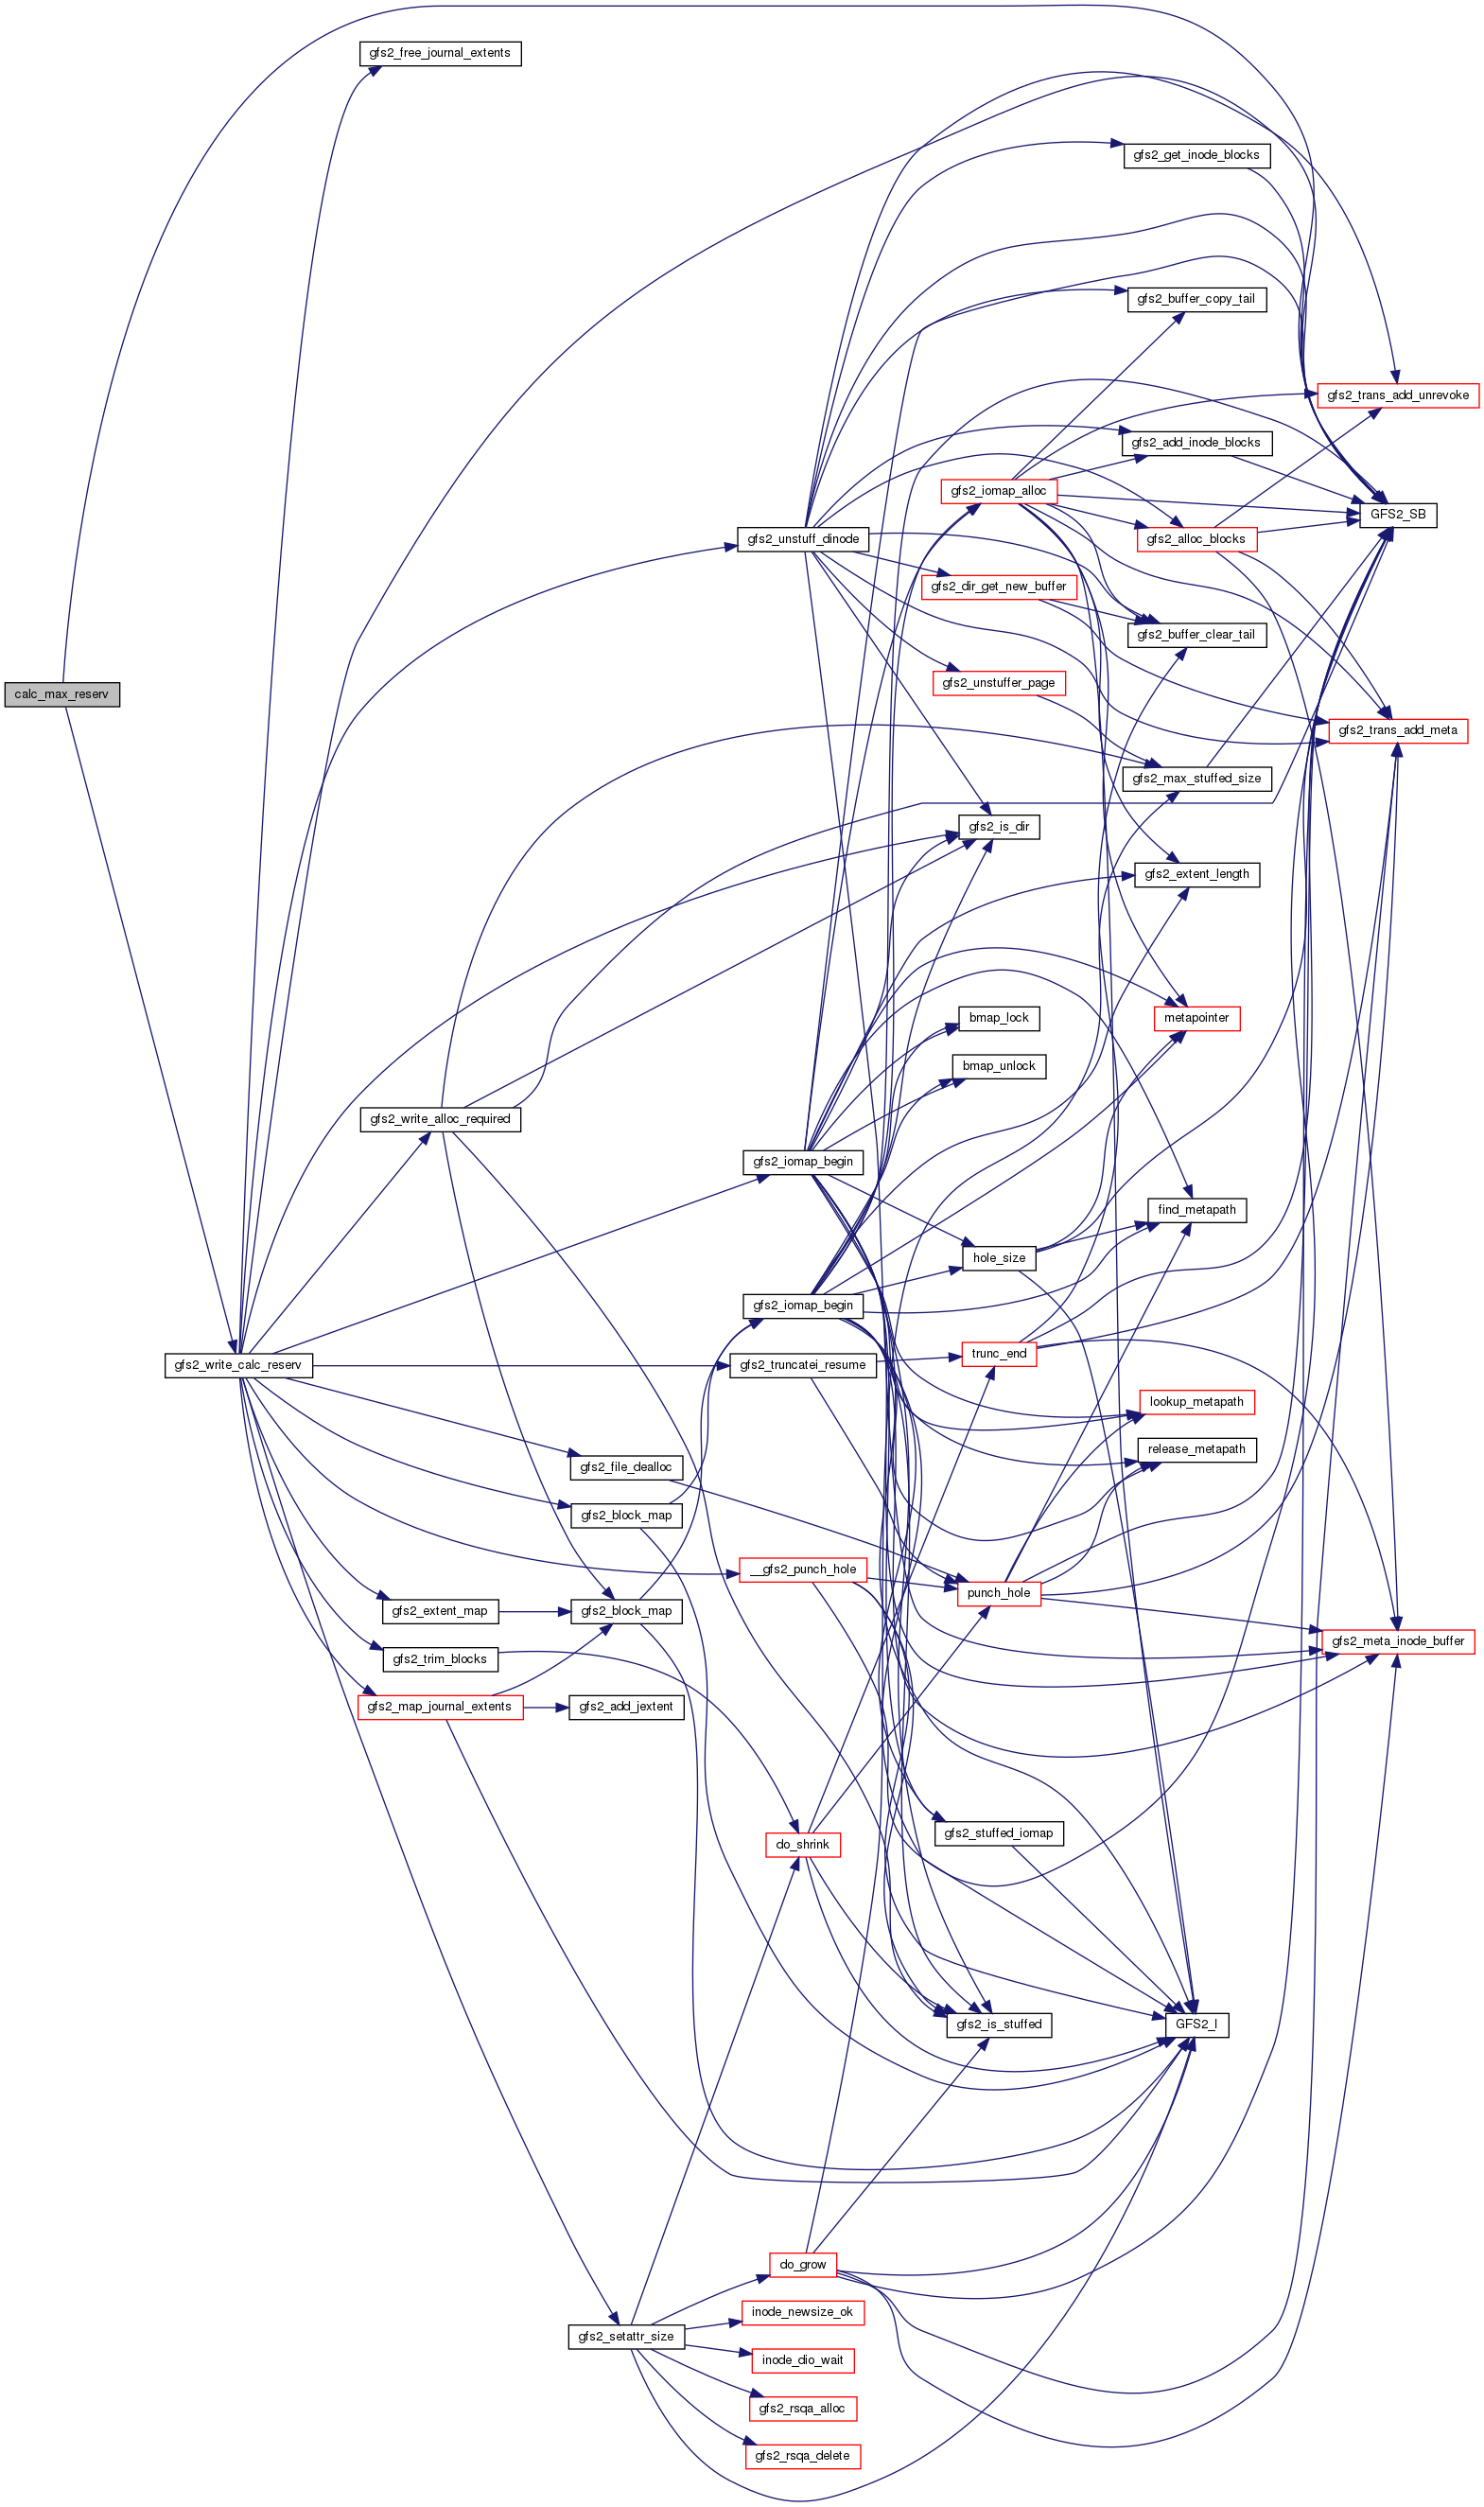 gfs2_free_journal_extents
gfs2_get_inode_blocks
gfs2_buffer_copy_tail
gfs2_trans_add_unrevoke
gfs2_add_inode_blocks
gfs2_iomap_alloc
GFS2_SB
gfs2_unstuff_dinode
gfs2_alloc_blocks
gfs2_dir_get_new_buffer
gfs2_buffer_clear_tail
gfs2_unstuffer_page
calc_max_reserv
gfs2_trans_add_meta
gfs2_max_stuffed_size
gfs2_is_dir
gfs2_extent_length
bmap_lock
metapointer
bmap_unlock
gfs2_write_alloc_required
gfs2_iomap_begin
find_metapath
hole_size
gfs2_iomap_begin
trunc_end
gfs2_write_calc_reserv
gfs2_truncatei_resume
lookup_metapath
release_metapath
gfs2_file_dealloc
gfs2_block_map
__gfs2_punch_hole
punch_hole
gfs2_extent_map
gfs2_block_map
gfs2_meta_inode_buffer
gfs2_trim_blocks
gfs2_map_journal_extents
gfs2_add_jextent
gfs2_stuffed_iomap
do_shrink
gfs2_is_stuffed
GFS2_I
do_grow
inode_newsize_ok
gfs2_setattr_size
inode_dio_wait
gfs2_rsqa_alloc
gfs2_rsqa_delete